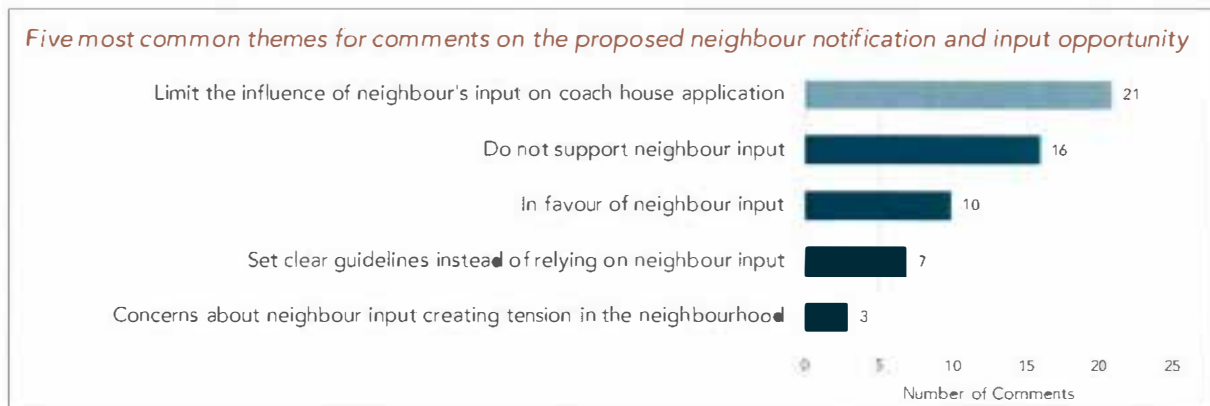 Five most common themes for comments on the proposed neighbour notification and input opportunity
Limit the influence of neighbour's input on coach house application
21
Do not support neighbour input
16
In favour of neighbour input
10
Set clear guidelines instead of relying on neighbour input
7
Concerns about neighbour input creating tension in the neighbourhood
3
0 5 10 15 20 25
Number of Comments